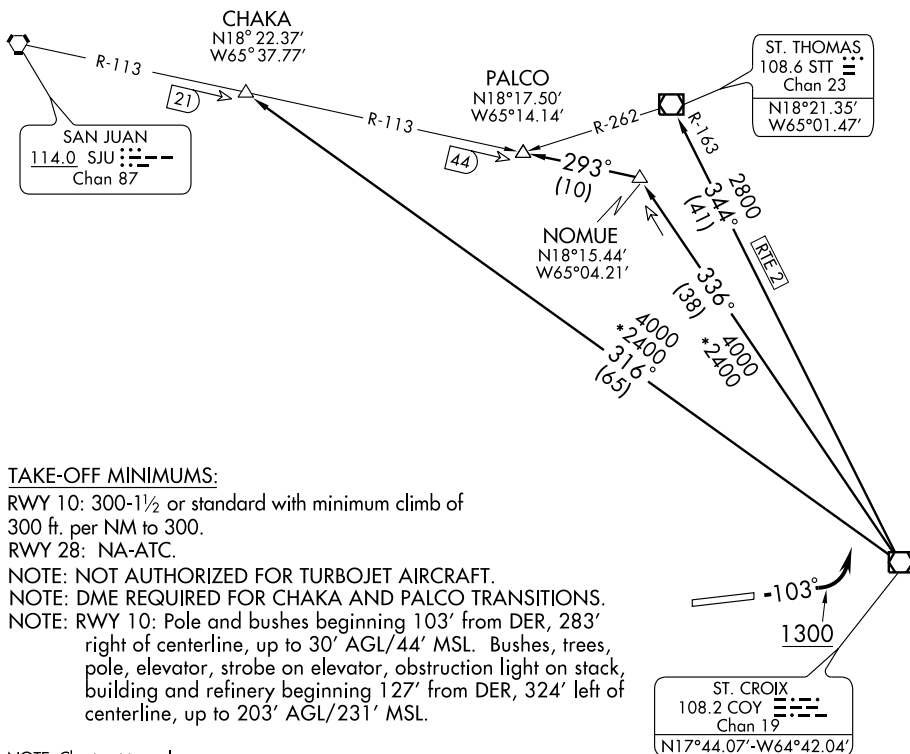 CHAKA
N18° 22.37'
W65° 37.77'
R-113
21
SAN JUAN
114.0 SJU
Chan 87
R-113
44
PALCO
N18°17.50'
W65°14.14'
R-262
ST. THOMAS
108.6 STT
Chan 23
N18°21.35'
W65°01.47'
R-163
293°
(10)
NOMUE
N18°15.44'
W65°04.21'
2800
344°
(41)
RTE 2
336°
(38)
4000
*2400
4000
*2400
316°
(65)
TAKE-OFF MINIMUMS:
RWY 10: 300-1½ or standard with minimum climb of
300 ft. per NM to 300.
RWY 28: NA-ATC.
NOTE: NOT AUTHORIZED FOR TURBOJET AIRCRAFT.
NOTE: DME REQUIRED FOR CHAKA AND PALCO TRANSITIONS.
NOTE: RWY 10: Pole and bushes beginning 103' from DER, 283'
right of centerline, up to 30' AGL/44' MSL. Bushes, trees,
pole, elevator, strobe on elevator, obstruction light on stack,
building and refinery beginning 127' from DER, 324' left of
centerline, up to 203' AGL/231' MSL.
103°
1300
ST. CROIX
108.2 COY
Chan 19
N17°44.07'-W64°42.04'